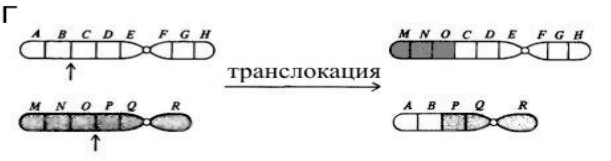 Г
A B C D E F G H
M N O C D E F G H
транслокация
M N O P Q R
A B P Q R